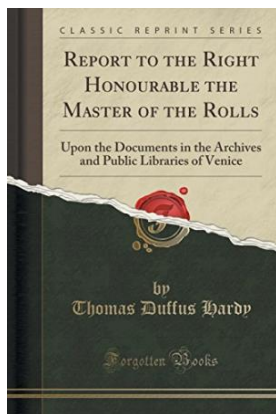 CLASSIC REPRINT SERIES
REPORT TO THE RIGHT
HONOURABLE THE
MASTER OF THE ROLLS
Upon the Documents in the Archives
and Public Libraries of Venice
by
Thomas Duffus Hardy
Forgotten Books